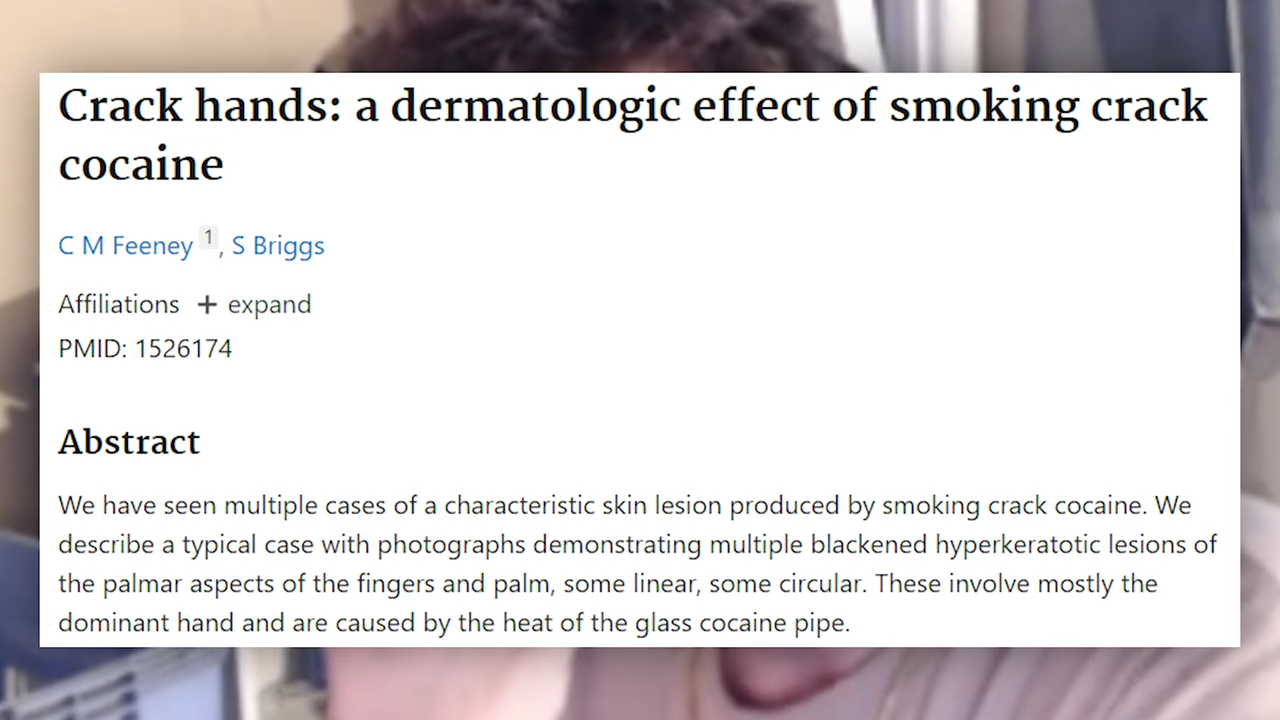 Crack hands: a dermatologic effect of smoking crack
cocaine
C M Feeney 1, S Briggs
Affiliations + expand
PMID: 1526174
Abstract
We have seen multiple cases of a characteristic skin lesion produced by smoking crack cocaine. We
describe a typical case with photographs demonstrating multiple blackened hyperkeratotic lesions of
the palmar aspects of the fingers and palm, some linear, some circular. These involve mostly the
dominant hand and are caused by the heat of the glass cocaine pipe.